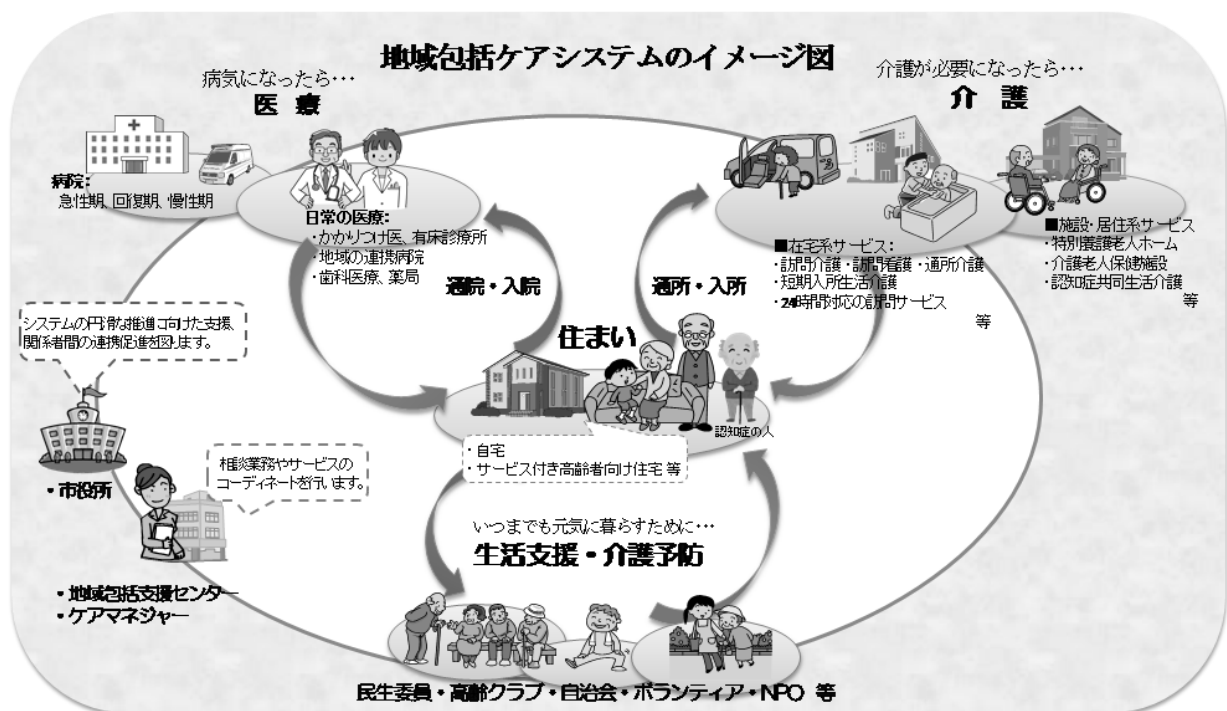 地域包括ケアシステムのイメージ図
病気になったら･･･
医 療
病院：
急性期、回復期、慢性期
日常の医療：
・かかりつけ医、有床診療所
・地域の連携病院
・歯科医療、薬局
通院・入院
介護が必要になったら･･･
介 護
■在宅系サービス：
・訪問介護・訪問看護・通所介護
・短期入所生活介護
・24時間対応の訪問サービス
等
■施設・居住系サービス
・特別養護老人ホーム
・介護老人保健施設
・認知症共同生活介護
等
通所・入所
住まい
認知症の人
・自宅
・サービス付き高齢者向け住宅 等
システムの円滑な推進に向けた支援、
関係者間の連携促進を図ります。
・市役所
相談業務やサービスの
コーディネートを行います。
・地域包括支援センター
・ケアマネジャー
いつまでも元気に暮らすために･･･
生活支援・介護予防
民生委員・高齢クラブ・自治会・ボランティア・NPO 等